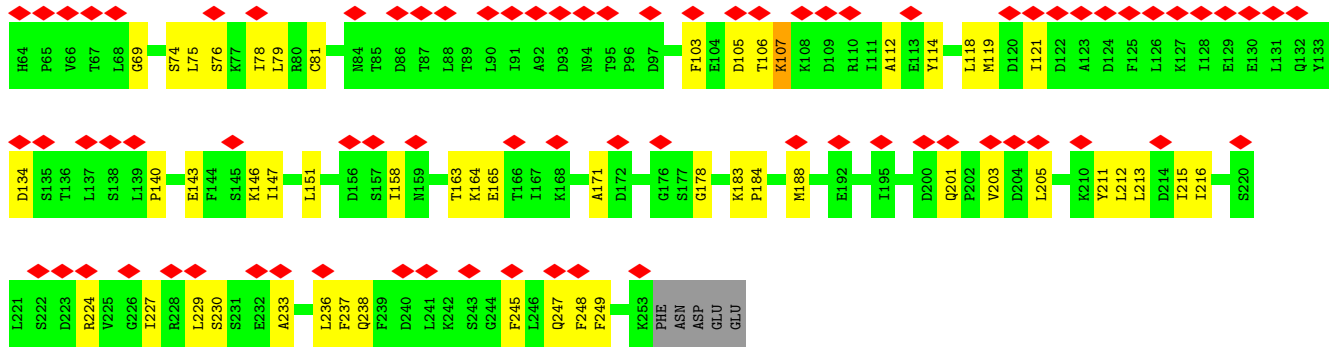 H64 P65 V66 T67 L68 G69 S74 L75 S76 K77 I78 L79 R80 C81 N84 T85 D86 T87 L88 T89 L90 I91 A92 D93 N94 T95 P96 D97 F103 E104 D105 T106 K107 K108 D109 R110 I111 A112 E113 Y114 L118 M119 D120 I121 D122 A123 D124 F125 L126 K127 I128 E129 E130 L131 Q132 Y133
D134 S135 T136 L137 S138 L139 P140 E143 F144 S145 K146 I147 L151 D156 S157 I158 N159 T163 K164 E165 T166 I167 K168 A171 D172 G176 S177 G178 K183 P184 M188 E192 I195 D200 Q201 P202 V203 D204 L205 K210 Y211 L212 L213 D214 I215 I216 S220
L221 S222 D223 R224 V225 G226 I227 R228 L229 S230 S231 E232 A233 L236 F237 Q238 F239 D240 L241 K242 S243 G244 F245 L246 Q247 F248 F249 K253 PHE ASN ASP GLU GLU